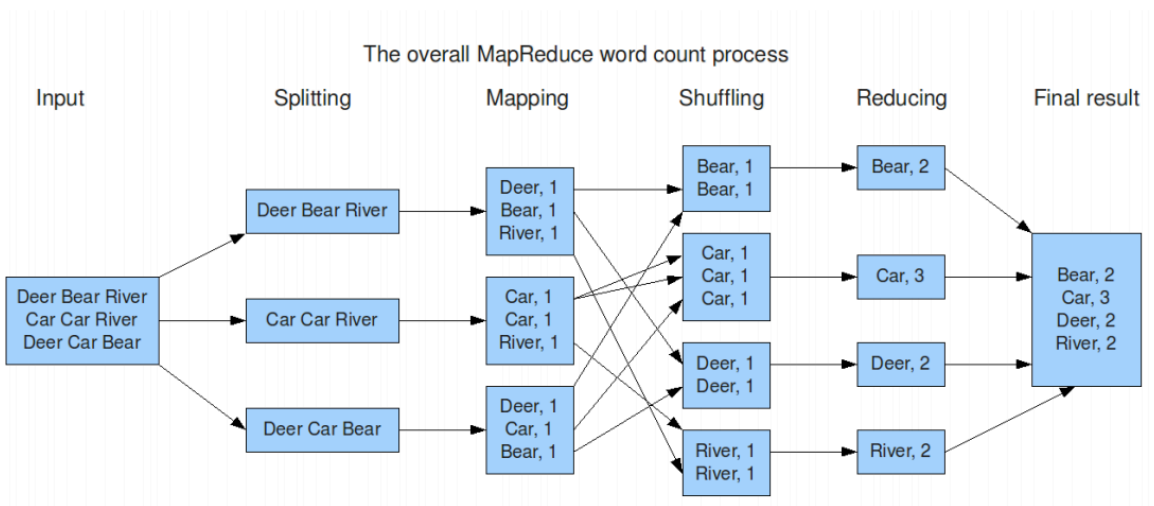 The overall MapReduce word count process
Input
Splitting
Mapping
Shuffling
Reducing
Final result
Deer Bear River
Car Car River
Deer Car Bear
Deer Bear River
Car Car River
Deer Car Bear
Deer, 1
Bear, 1
River, 1
Car, 1
Car, 1
River, 1
Deer, 1
Car, 1
Bear, 1
Bear, 1
Bear, 1
Car, 1
Car, 1
Car, 1
Deer, 1
Deer, 1
River, 1
River, 1
Bear, 2
Car, 3
Deer, 2
River, 2
Bear, 2
Car, 3
Deer, 2
River, 2